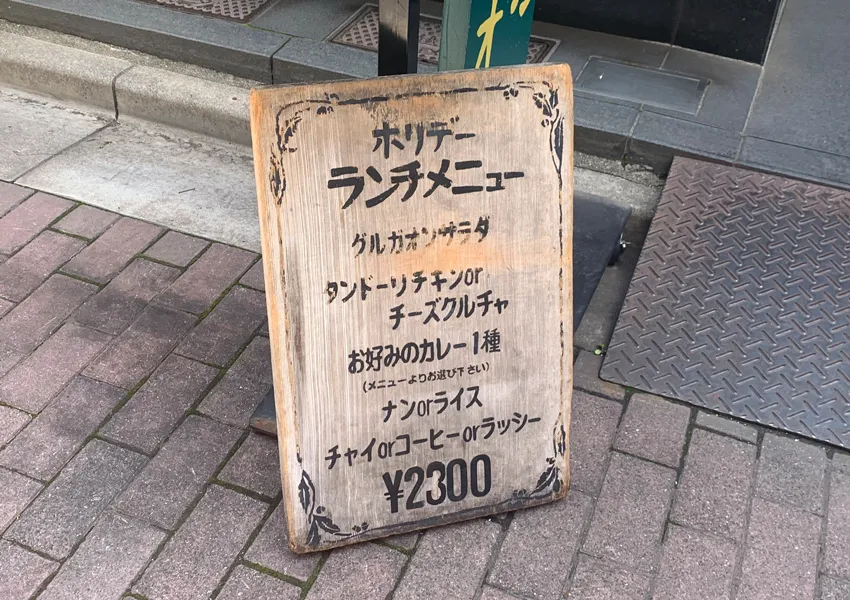 ホリデー
ランチメニュー
グルガオンサラダ
タンドーリチキンor
チーズクルチャ
お好みのカレー1種
(メニューよりお選び下さい)
ナンorライス
チャイorコーヒーorラッシー
¥2300